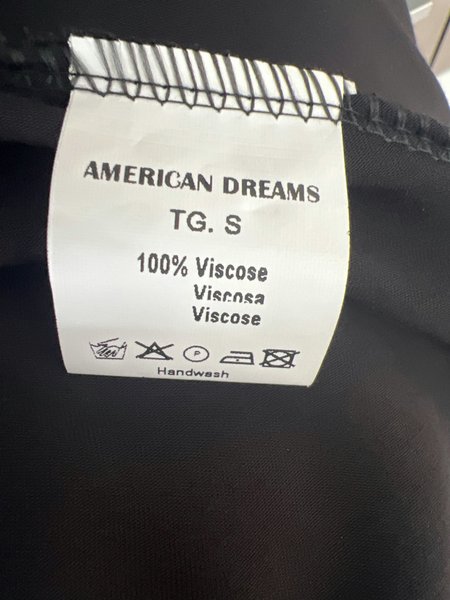 AMERICAN DREAMS
TG. S
100% Viscose
Viscosa
Viscose
P
Handwash